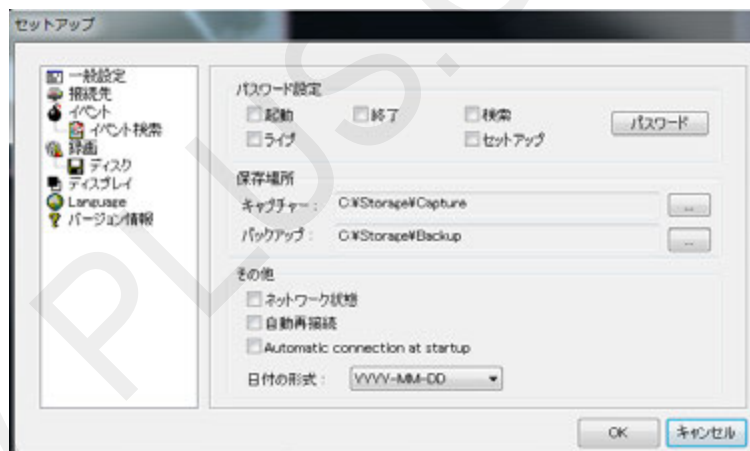 セットアップ
一般設定
接続先
イベント
イベント検索
録画
ディスク
ディスプレイ
Language
バージョン情報
パスワード設定
起動
終了
検索
ライブ
セットアップ
パスワード
保存場所
キャプチャー :
C:¥Storage¥Capture
...
バックアップ :
C:¥Storage¥Backup
...
その他
ネットワーク状態
自動再接続
Automatic connection at startup
日付の形式 :
YYYY-MM-DD
OK
キャンセル
PLUS.